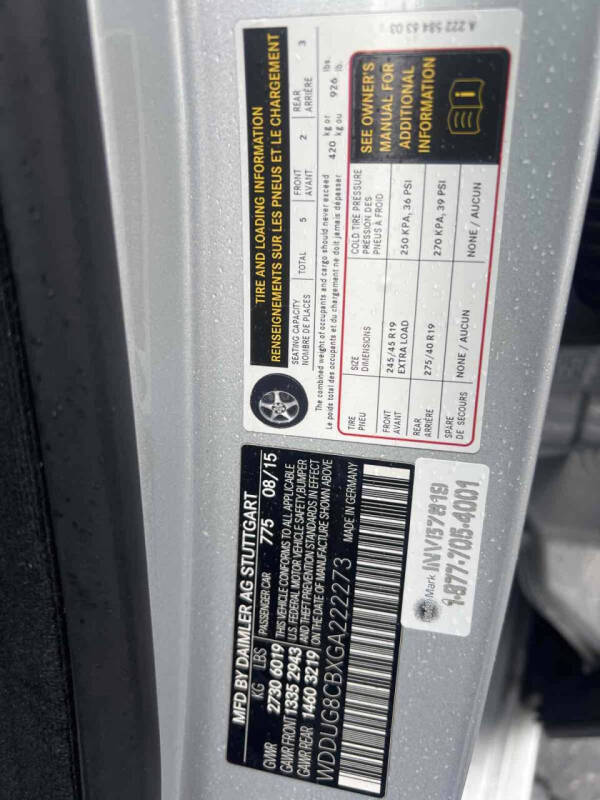 A 222 584 63 03
TIRE AND LOADING INFORMATION
RENSEIGNEMENTS SUR LES PNEUS ET LE CHARGEMENT
SEATING CAPACITY
NOMBRE DE PLACES
TOTAL 5
FRONT
AVANT
2
REAR
ARRIÈRE
3
The combined weight of occupants and cargo should never exceed 420 kg or 926 lbs.
Le poids total des occupants et du chargement ne doit jamais dépasser 420 kg ou 926 lb.
TIRE
PNEU
SIZE
DIMENSIONS
COLD TIRE PRESSURE
PRESSION DES
PNEUS À FROID
FRONT
AVANT
245/45 R19
EXTRA LOAD
250 KPA, 36 PSI
REAR
ARRIÈRE
275/40 R19
270 KPA, 39 PSI
SPARE
DE SECOURS
NONE / AUCUN
NONE / AUCUN
SEE OWNER'S
MANUAL FOR
ADDITIONAL
INFORMATION
MFD BY DAIMLER AG STUTTGART
KG LBS PASSENGER CAR 775 08/15
GVWR 2730 6019
GAWR FRONT 1335 2943
GAWR REAR 1460 3219
THIS VEHICLE CONFORMS TO ALL APPLICABLE
U.S. FEDERAL MOTOR VEHICLE SAFETY, BUMPER
AND THEFT PREVENTION STANDARDS IN EFFECT
ON THE DATE OF MANUFACTURE SHOWN ABOVE
WDDUG8CBXGA222273
MADE IN GERMANY
Mark INV57819
1-877-705-4001